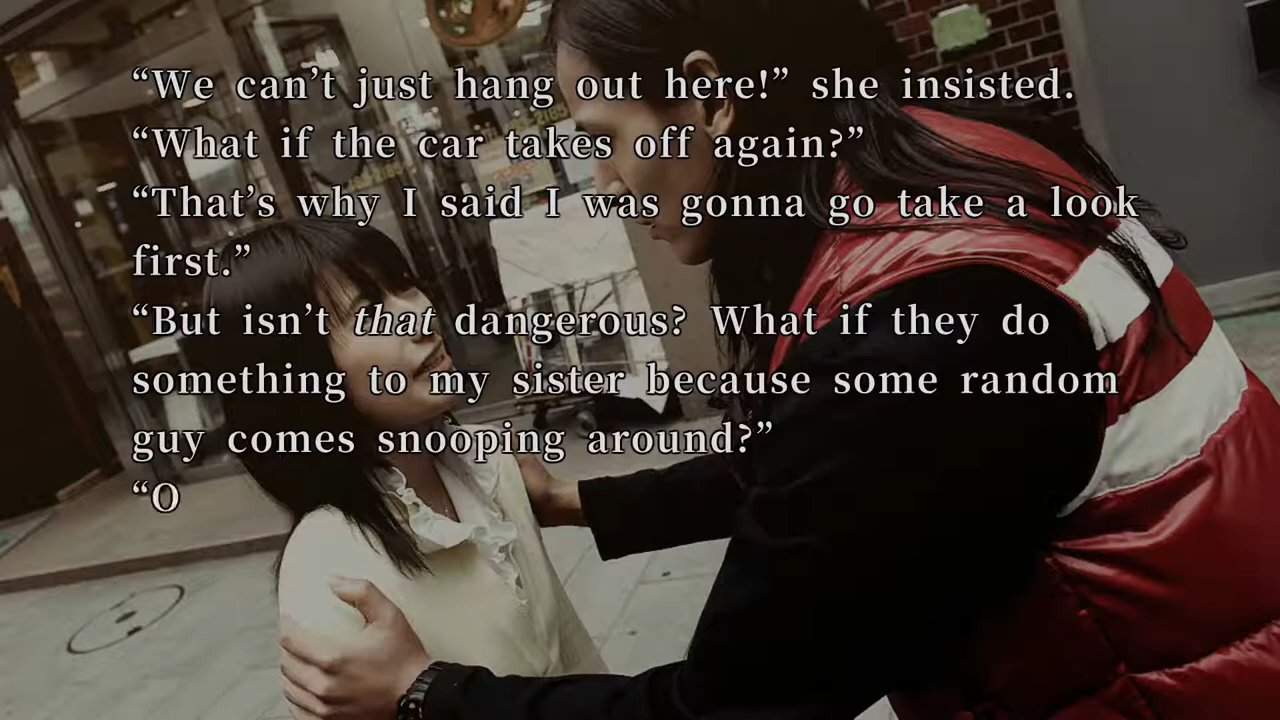 “We can’t just hang out here!” she insisted.
“What if the car takes off again?”
“That’s why I said I was gonna go take a look
first.”
“But isn’t that dangerous? What if they do
something to my sister because some random
guy comes snooping around?”
“O